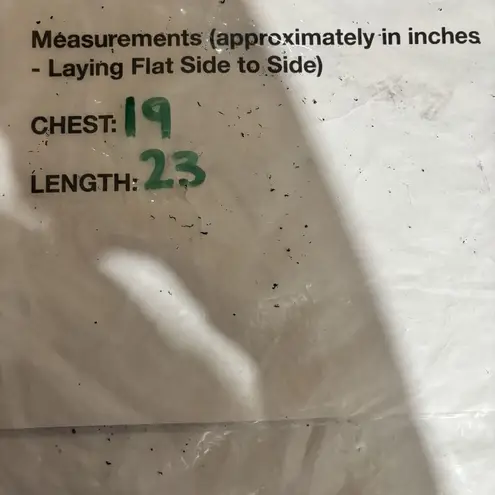 Measurements (approximately in inches
- Laying Flat Side to Side)
CHEST: 19
LENGTH: 23